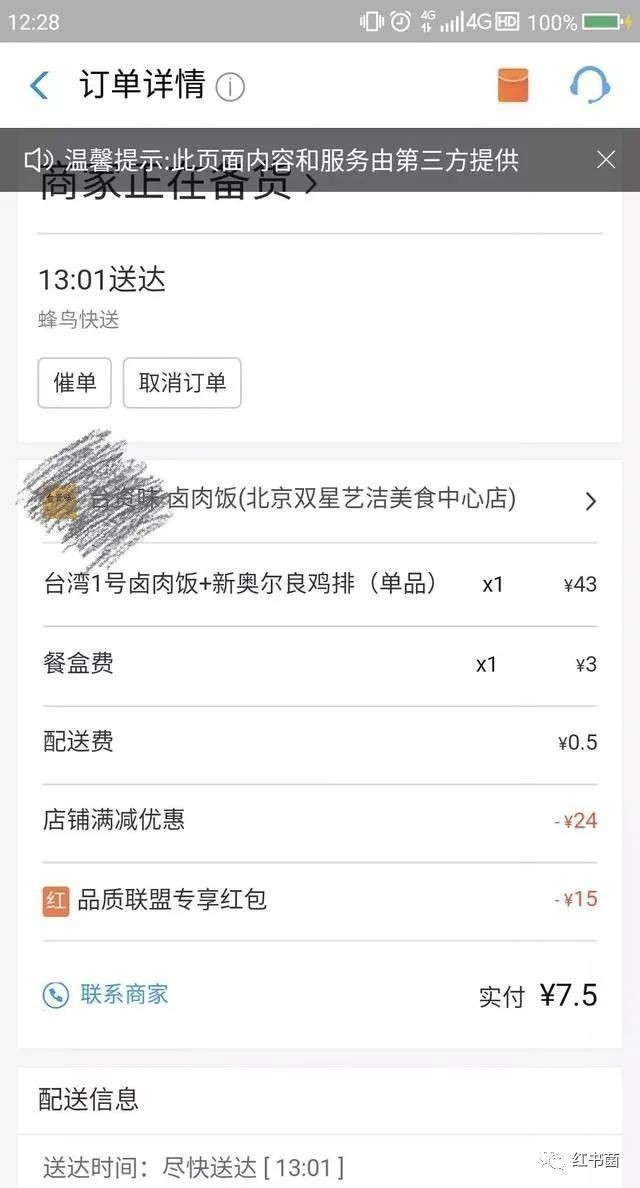 12:28
4G 4G HD 100%
订单详情
温馨提示:此页面内容和服务由第三方提供
商家正在备货
13:01送达
蜂鸟快送
催单 取消订单
台资味 卤肉饭(北京双星艺洁美食中心店)
台湾1号卤肉饭+新奥尔良鸡排（单品） x1 ¥43
餐盒费 x1 ¥3
配送费 ¥0.5
店铺满减优惠 -¥24
红 品质联盟专享红包 -¥15
联系商家 实付 ¥7.5
配送信息
送达时间：尽快送达 [ 13:01 ]
红书菌